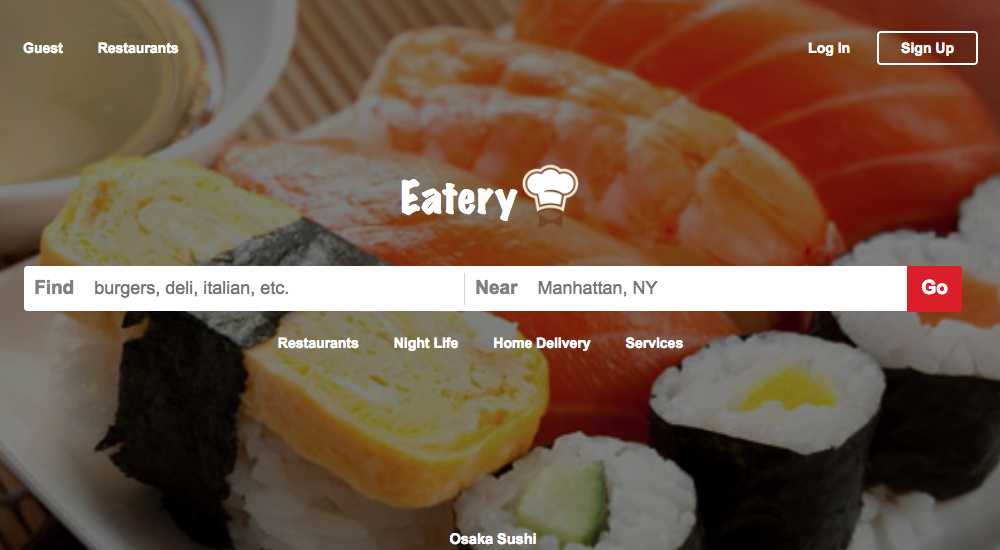 Guest Restaurants Log In Sign Up
Eatery
Find burgers, deli, italian, etc. Near Manhattan, NY Go
Restaurants Night Life Home Delivery Services
Osaka Sushi